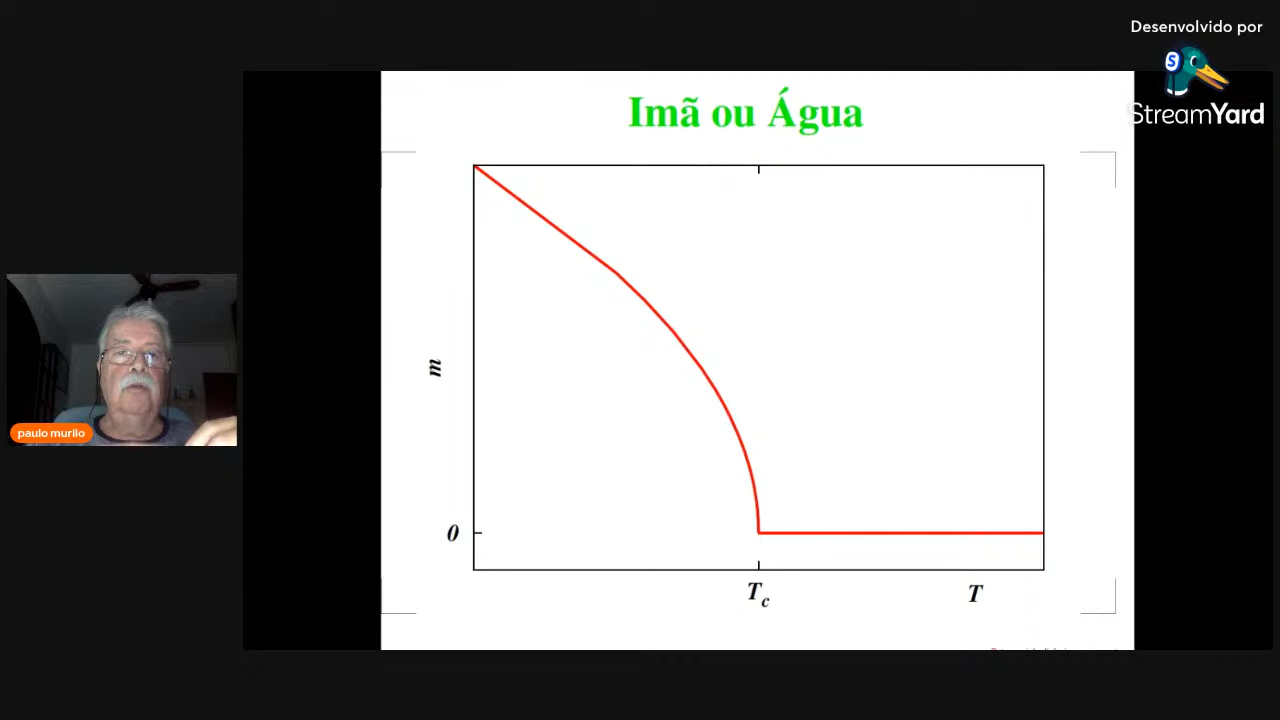 Desenvolvido por
StreamYard
Imã ou Água
m
0
T_c
T
paulo murilo